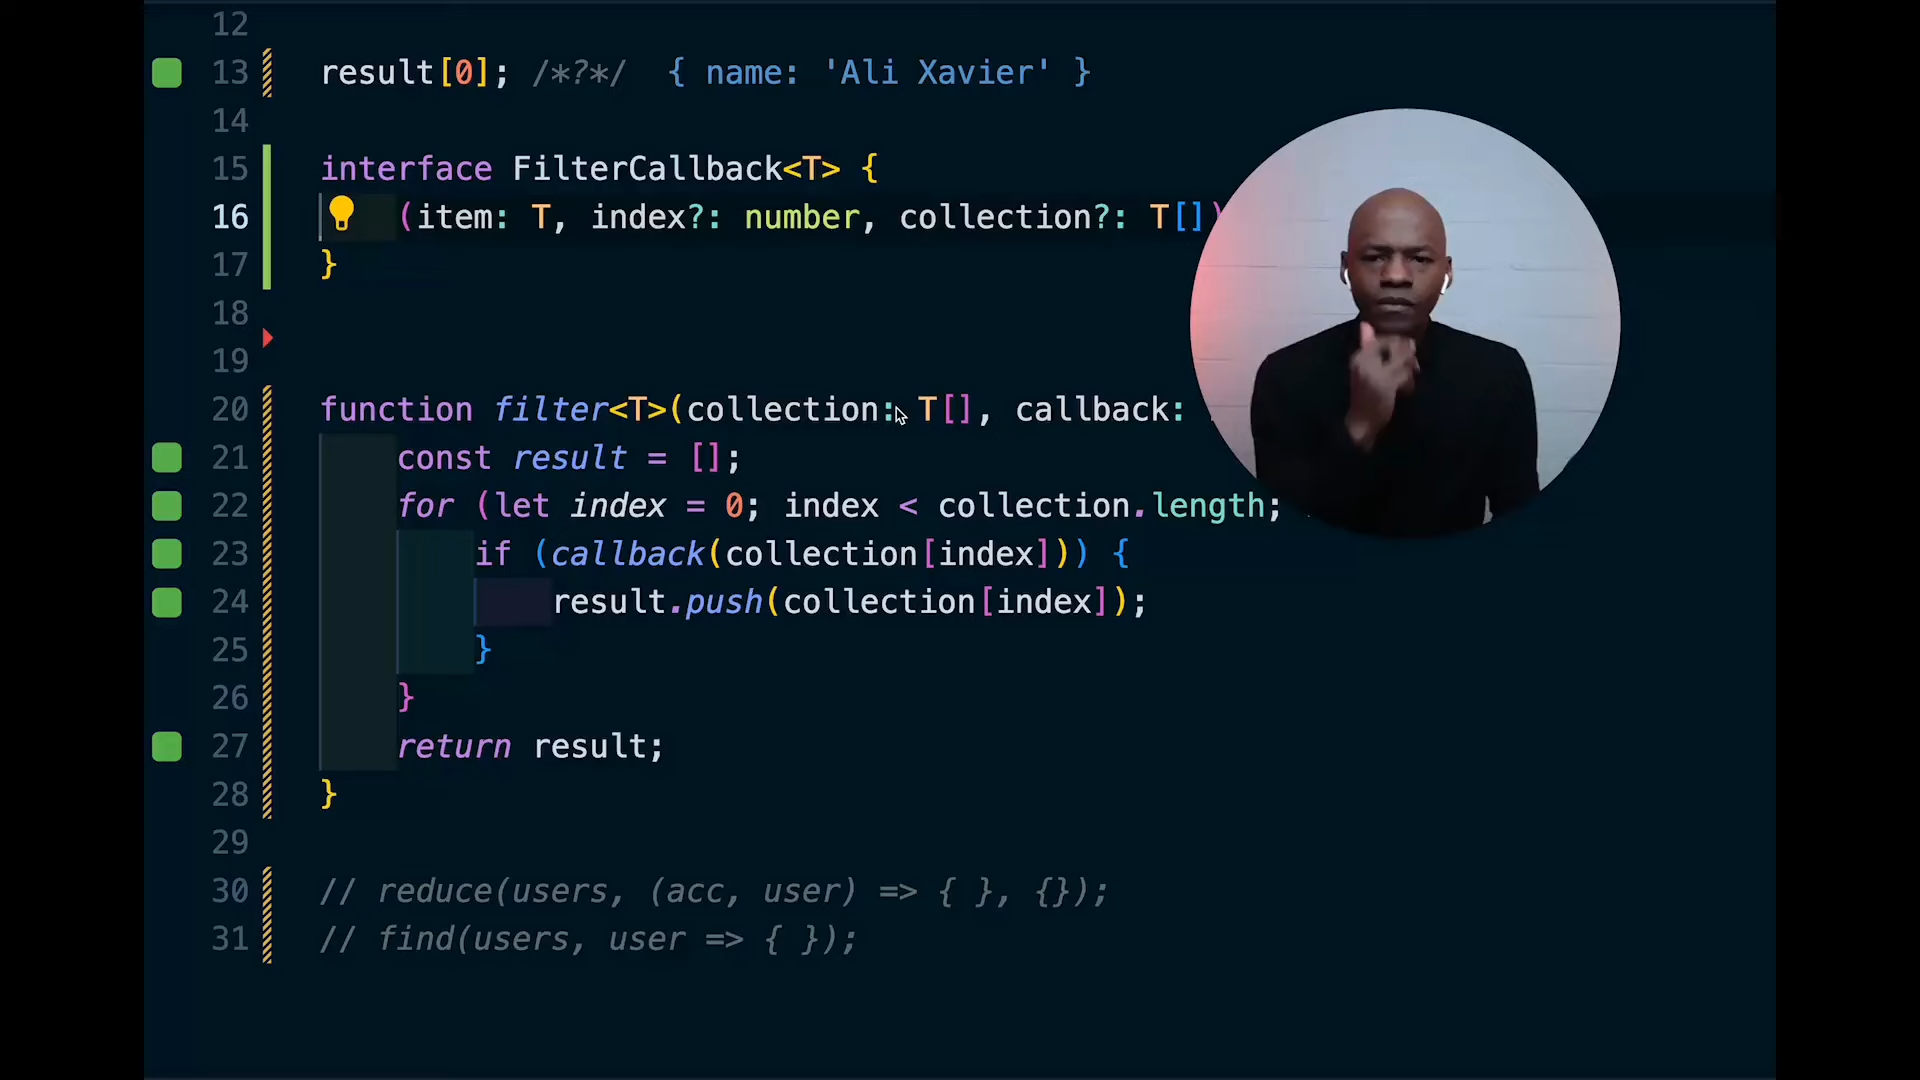 12
13 result[0]; /*?*/ { name: 'Ali Xavier' }
14
15 interface FilterCallback<T> {
16 (item: T, index?: number, collection?: T[])
17 }
18
19
20 function filter<T>(collection: T[], callback:
21 const result = [];
22 for (let index = 0; index < collection.length;
23 if (callback(collection[index])) {
24 result.push(collection[index]);
25 }
26 }
27 return result;
28 }
29
30 // reduce(users, (acc, user) => { }, {});
31 // find(users, user => { });